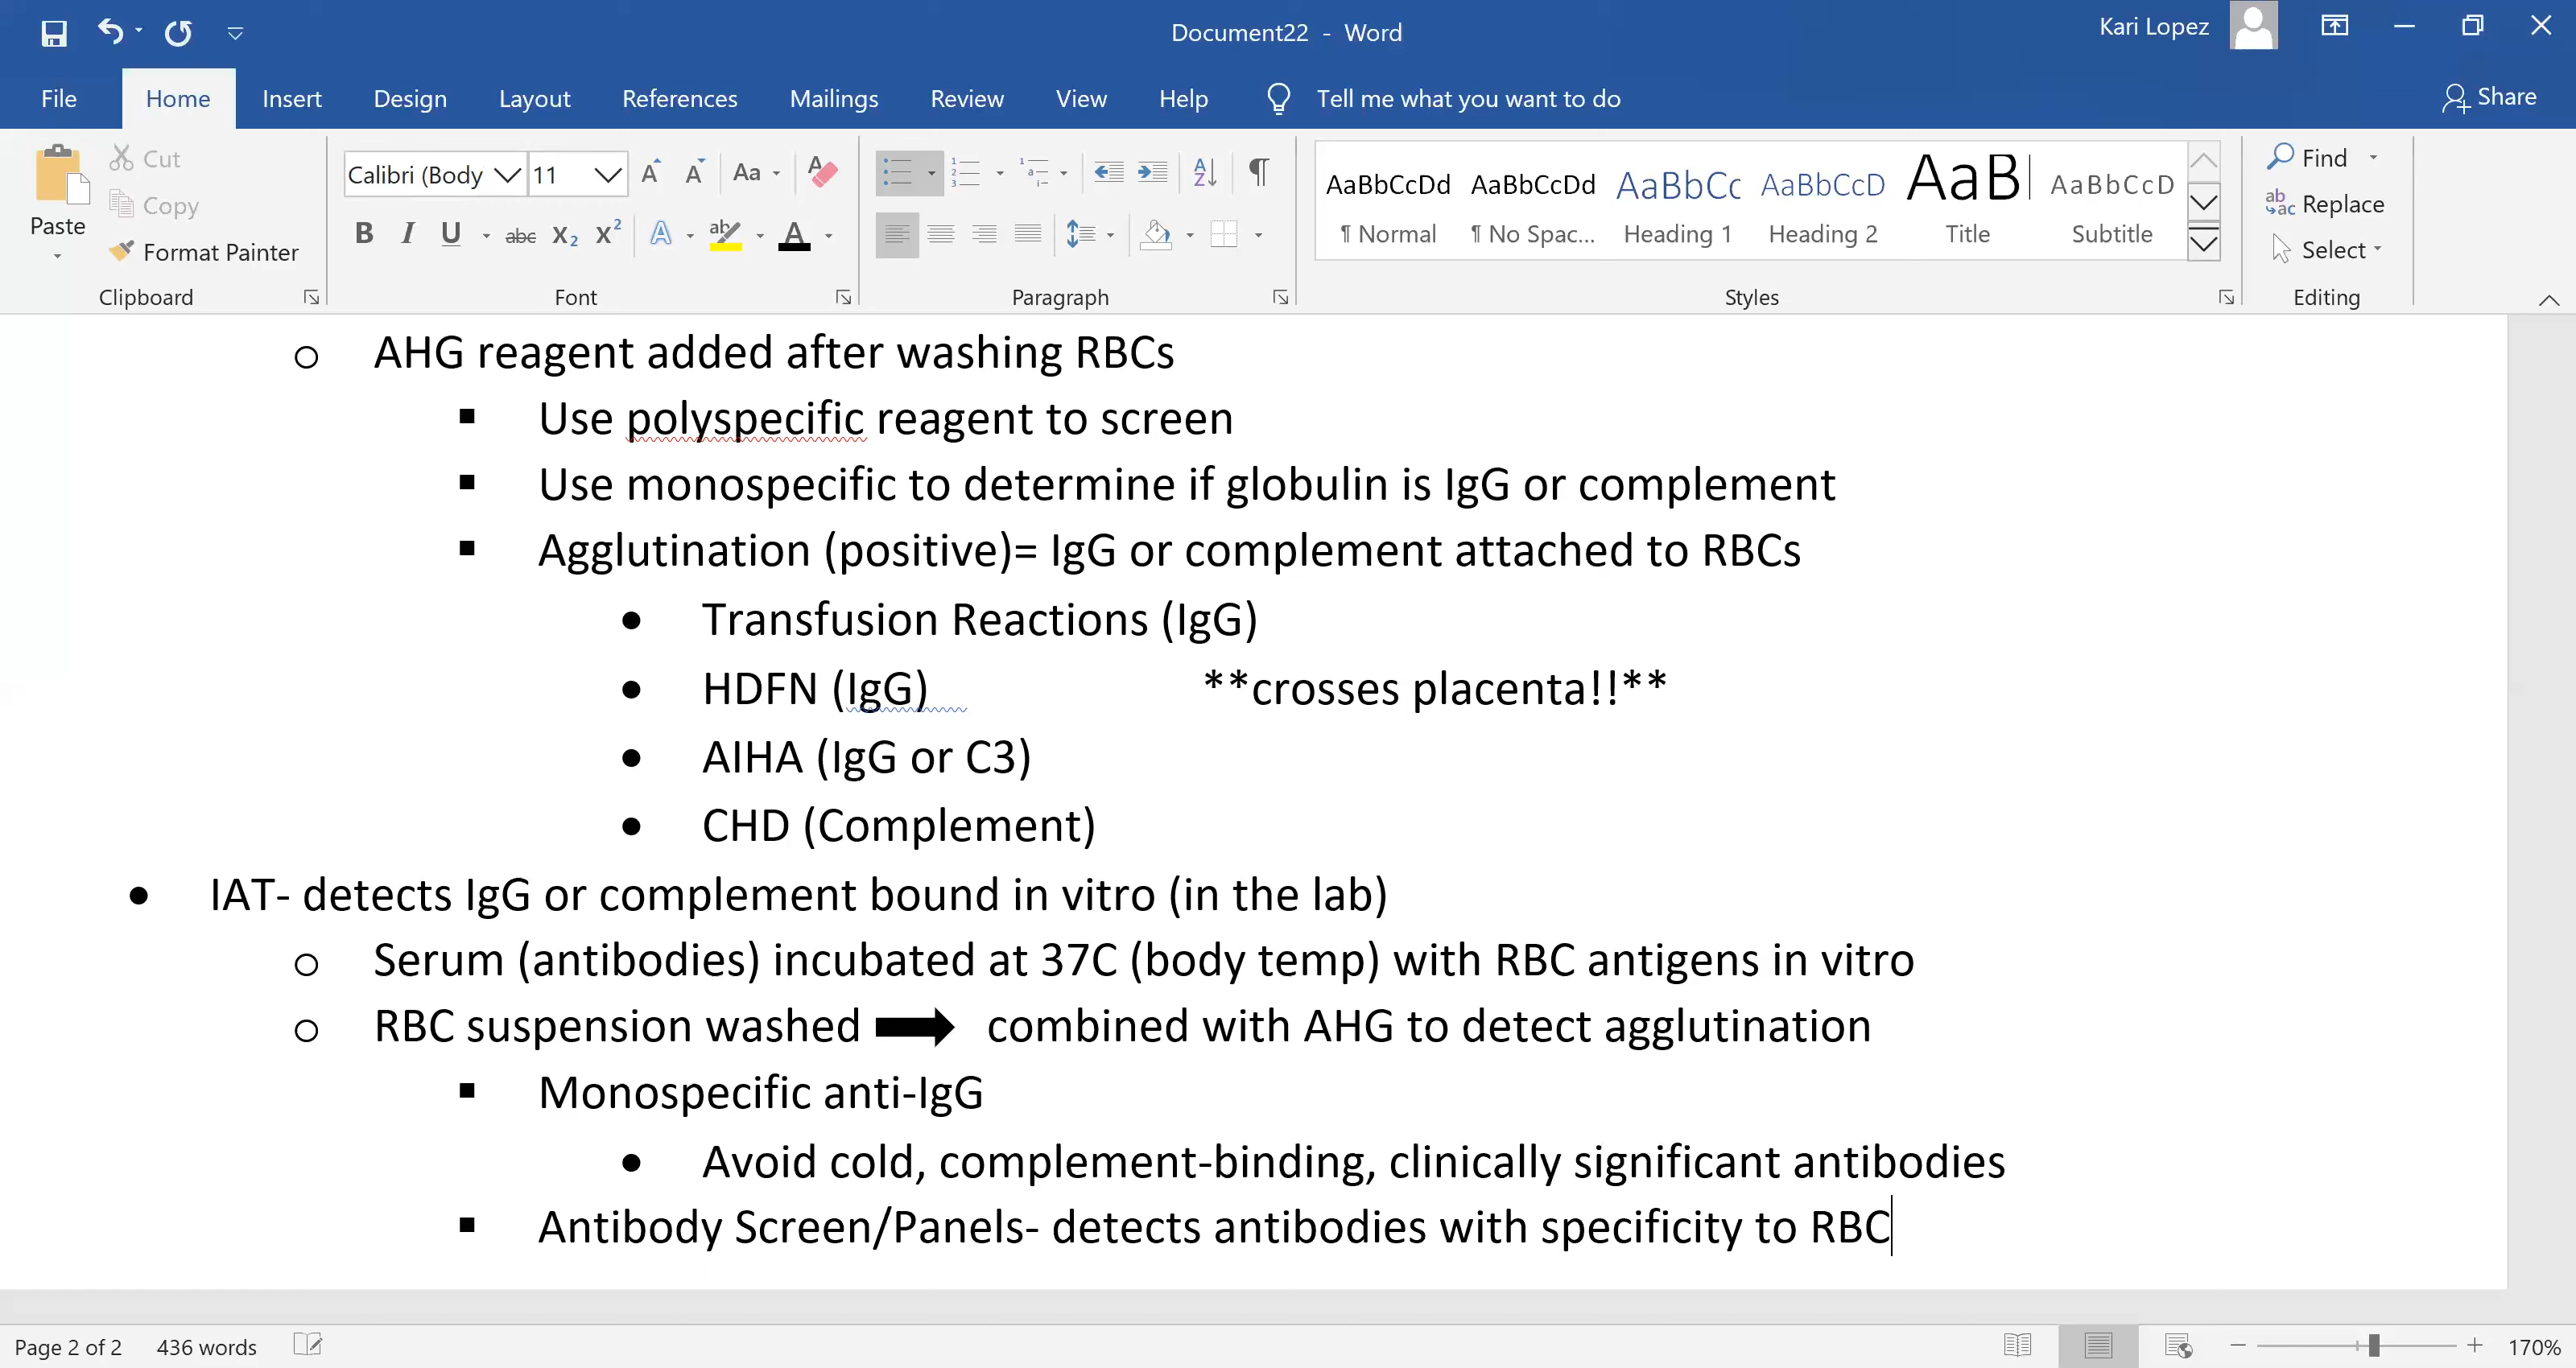 Document22 - Word
Kari Lopez
File Home Insert Design Layout References Mailings Review View Help Tell me what you want to do Share
Paste
Cut
Copy
Format Painter
Clipboard
Calibri (Body 11
Font
Paragraph
AaBbCcDd AaBbCcDd AaBbCc AaBbCcD AaB AaBbCcD
¶ Normal ¶ No Spac... Heading 1 Heading 2 Title Subtitle
Styles
Find
Replace
Select
Editing
o AHG reagent added after washing RBCs
▪ Use polyspecific reagent to screen
▪ Use monospecific to determine if globulin is IgG or complement
▪ Agglutination (positive)= IgG or complement attached to RBCs
• Transfusion Reactions (IgG)
• HDFN (IgG) **crosses placenta!!**
• AIHA (IgG or C3)
• CHD (Complement)
• IAT- detects IgG or complement bound in vitro (in the lab)
o Serum (antibodies) incubated at 37C (body temp) with RBC antigens in vitro
o RBC suspension washed ➡ combined with AHG to detect agglutination
▪ Monospecific anti-IgG
• Avoid cold, complement-binding, clinically significant antibodies
▪ Antibody Screen/Panels- detects antibodies with specificity to RBC
Page 2 of 2 436 words 170%